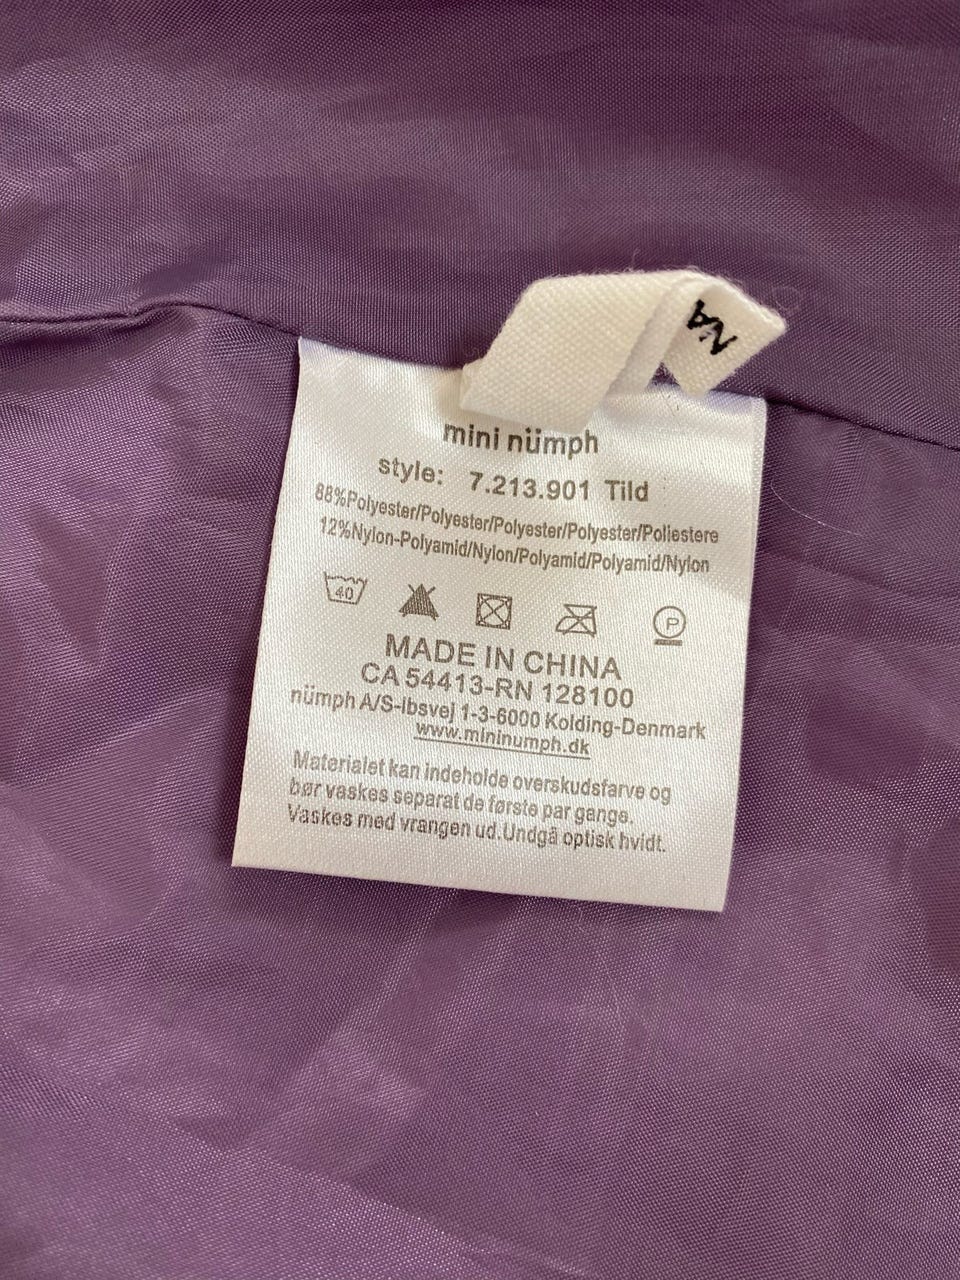 NA
mini nümph
style: 7.213.901 Tild
88%Polyester/Polyester/Polyester/Polyester/Poliestere
12%Nylon-Polyamid/Nylon/Polyamid/Polyamid/Nylon
40 P
MADE IN CHINA
CA 54413-RN 128100
nümph A/S-Ibsvej 1-3-6000 Kolding-Denmark
www.mininumph.dk
Materialet kan indeholde overskudsfarve og
bør vaskes separat de første par gange.
Vaskes med vrangen ud.Undgå optisk hvidt.